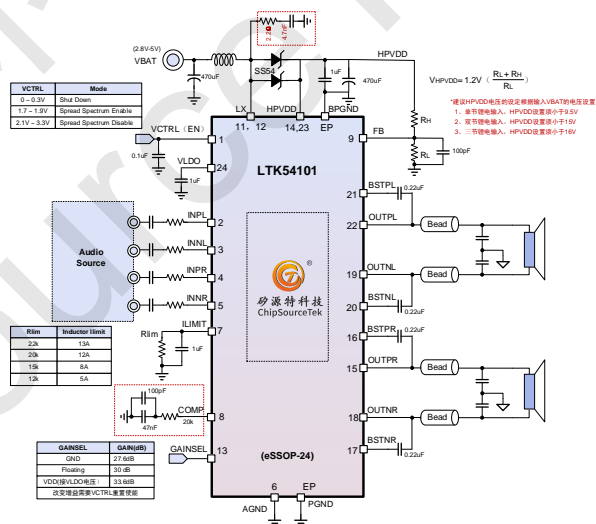 2.2Ω
4.7nF
(2.8V-5V)
VBAT
HPVDD
470uF
SS54
1uF
470uF
VHPVDD=1.2V ( RL + RH / RL )
*建议HPVDD电压的设定根据输入VBAT的电压设置
1、单节锂电输入,HPVDD设置须小于9.5V
2、双节锂电输入,HPVDD设置须小于15V
3、三节锂电输入,HPVDD设置须小于16V
VCTRL Mode
0 – 0.3V Shut Down
1.7 – 1.9V Spread Spectrum Enable
2.1V – 3.3V Spread Spectrum Disable
LX
HPVDD
BPGND
11, 12
14,23
EP
VCTRL (EN)
1
0.1uF
VLDO
24
1uF
LTK54101
RH
9
FB
RL
100pF
21
BSTPL
0.22uF
22
OUTPL
Bead
Audio
Source
INPL
2
INNL
3
INPR
4
INNR
5
19
OUTNL
Bead
20
BSTNL
0.22uF
®
矽源特科技
ChipSourceTek
16
BSTPR
0.22uF
15
OUTPR
Bead
Rlim Inductor Ilimit
22k 13A
20k 12A
15k 8A
12k 5A
Rlim
ILIMIT
7
1uF
100pF
COMP
8
20k
47nF
18
OUTNR
Bead
17
BSTNR
0.22uF
GAINSEL GAIN(dB)
GND 27.6dB
Floating 30 dB
VDD(接VLDO电压) 33.6dB
改变增益需要VCTRL重置使能
GAINSEL
13
(eSSOP-24)
6
EP
AGND
PGND